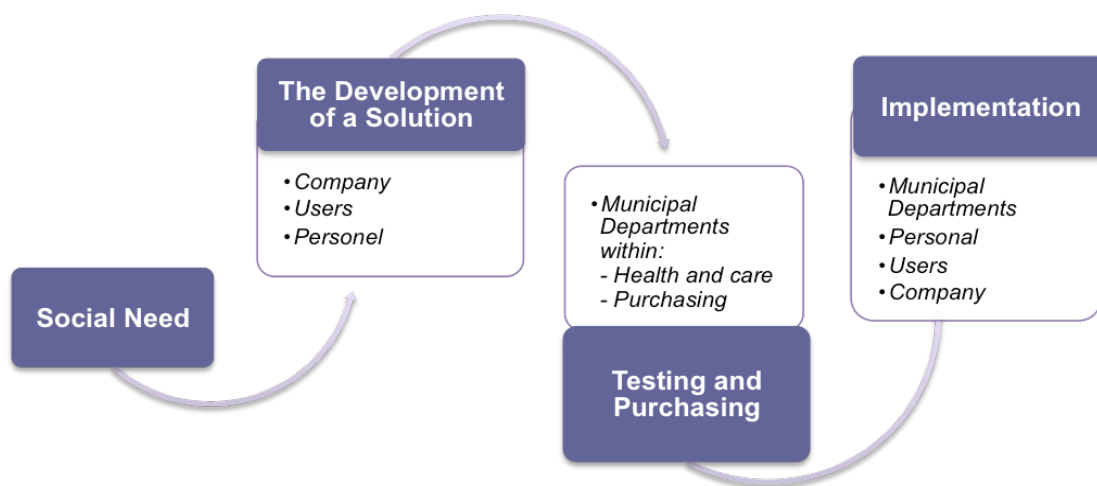 Social Need
The Development
of a Solution
• Company
• Users
• Personel
• Municipal
Departments
within:
- Health and care
- Purchasing
Testing and
Purchasing
Implementation
• Municipal
Departments
• Personal
• Users
• Company